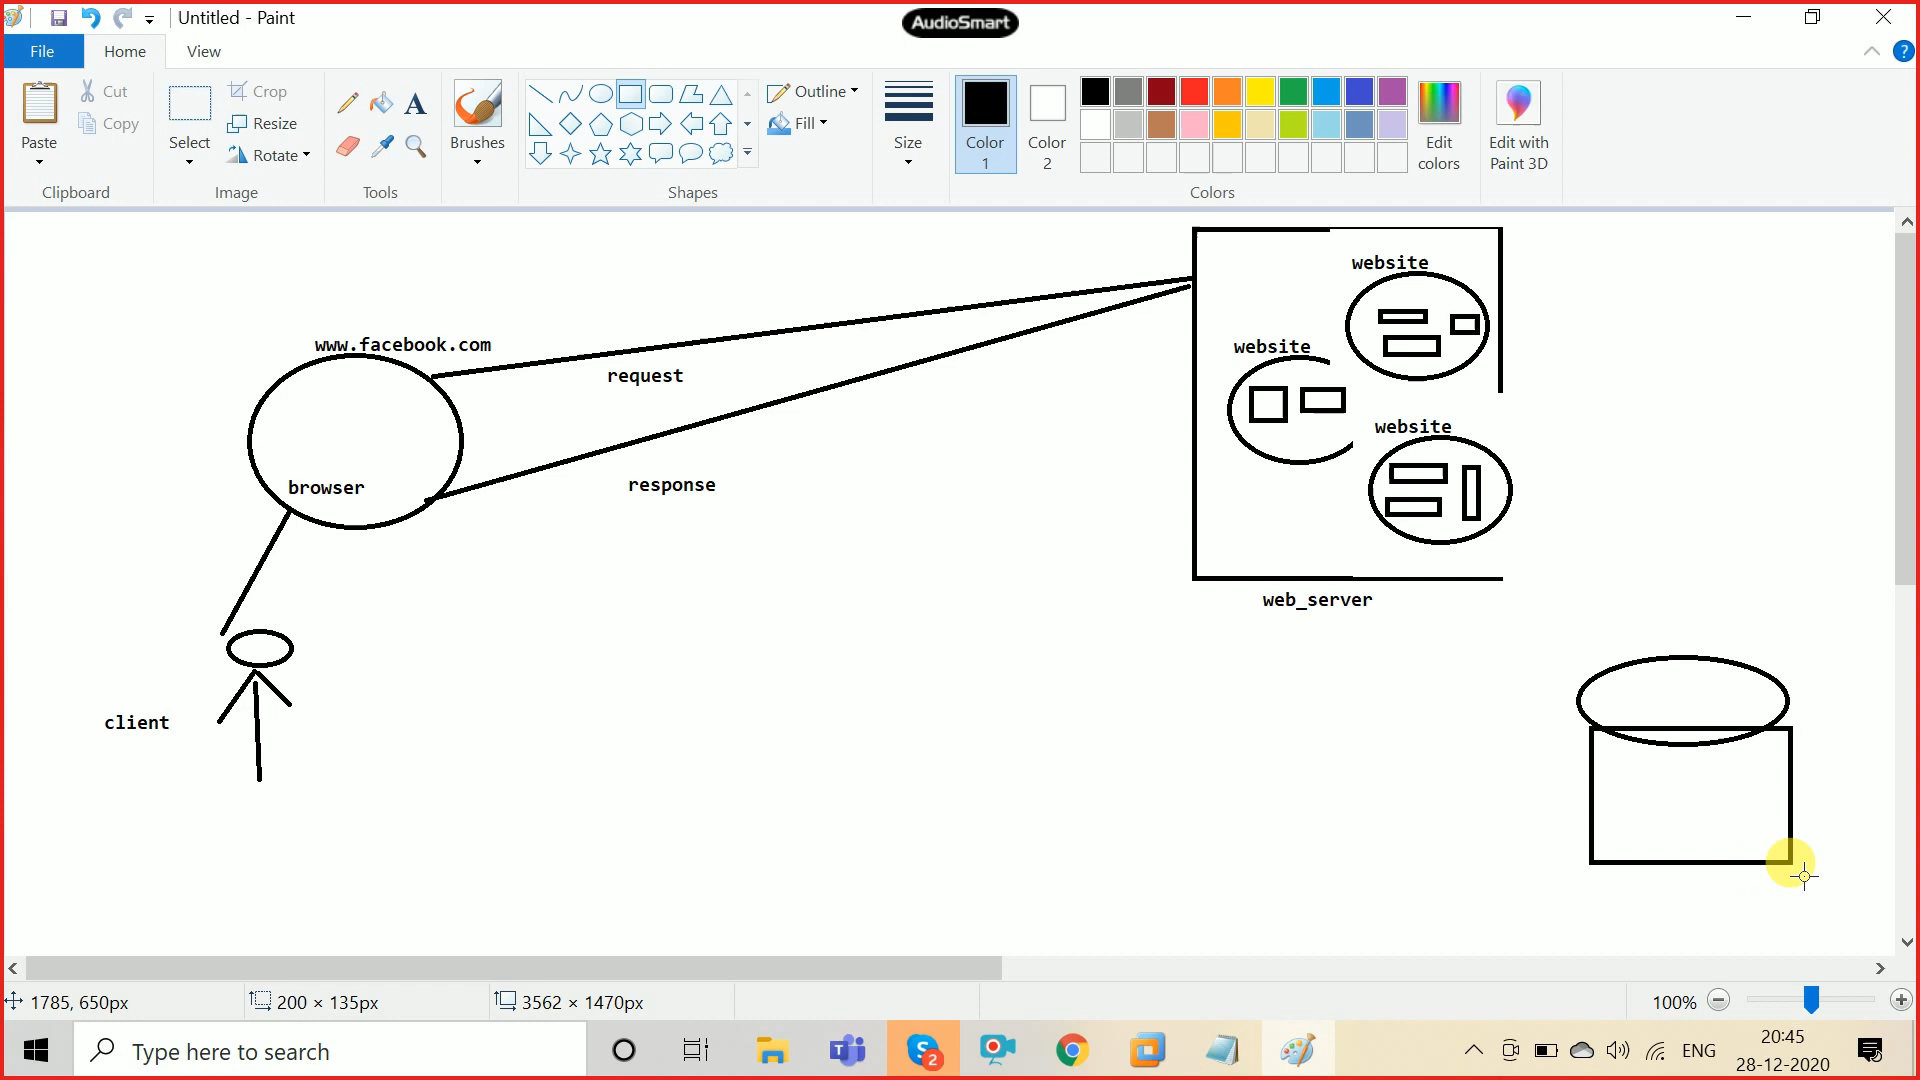 Untitled - Paint
AudioSmart
File
Home
View
?
Paste
Cut
Copy
Clipboard
Select
Crop
Resize
Rotate
Image
A
Tools
Brushes
Outline
Fill
Shapes
Size
Color 1
Color 2
Edit colors
Colors
Edit with Paint 3D
website
www.facebook.com
website
request
website
browser
response
web_server
client
1785, 650px
200 × 135px
3562 × 1470px
100%
Type here to search
S 2
T
ENG
20:45
28-12-2020